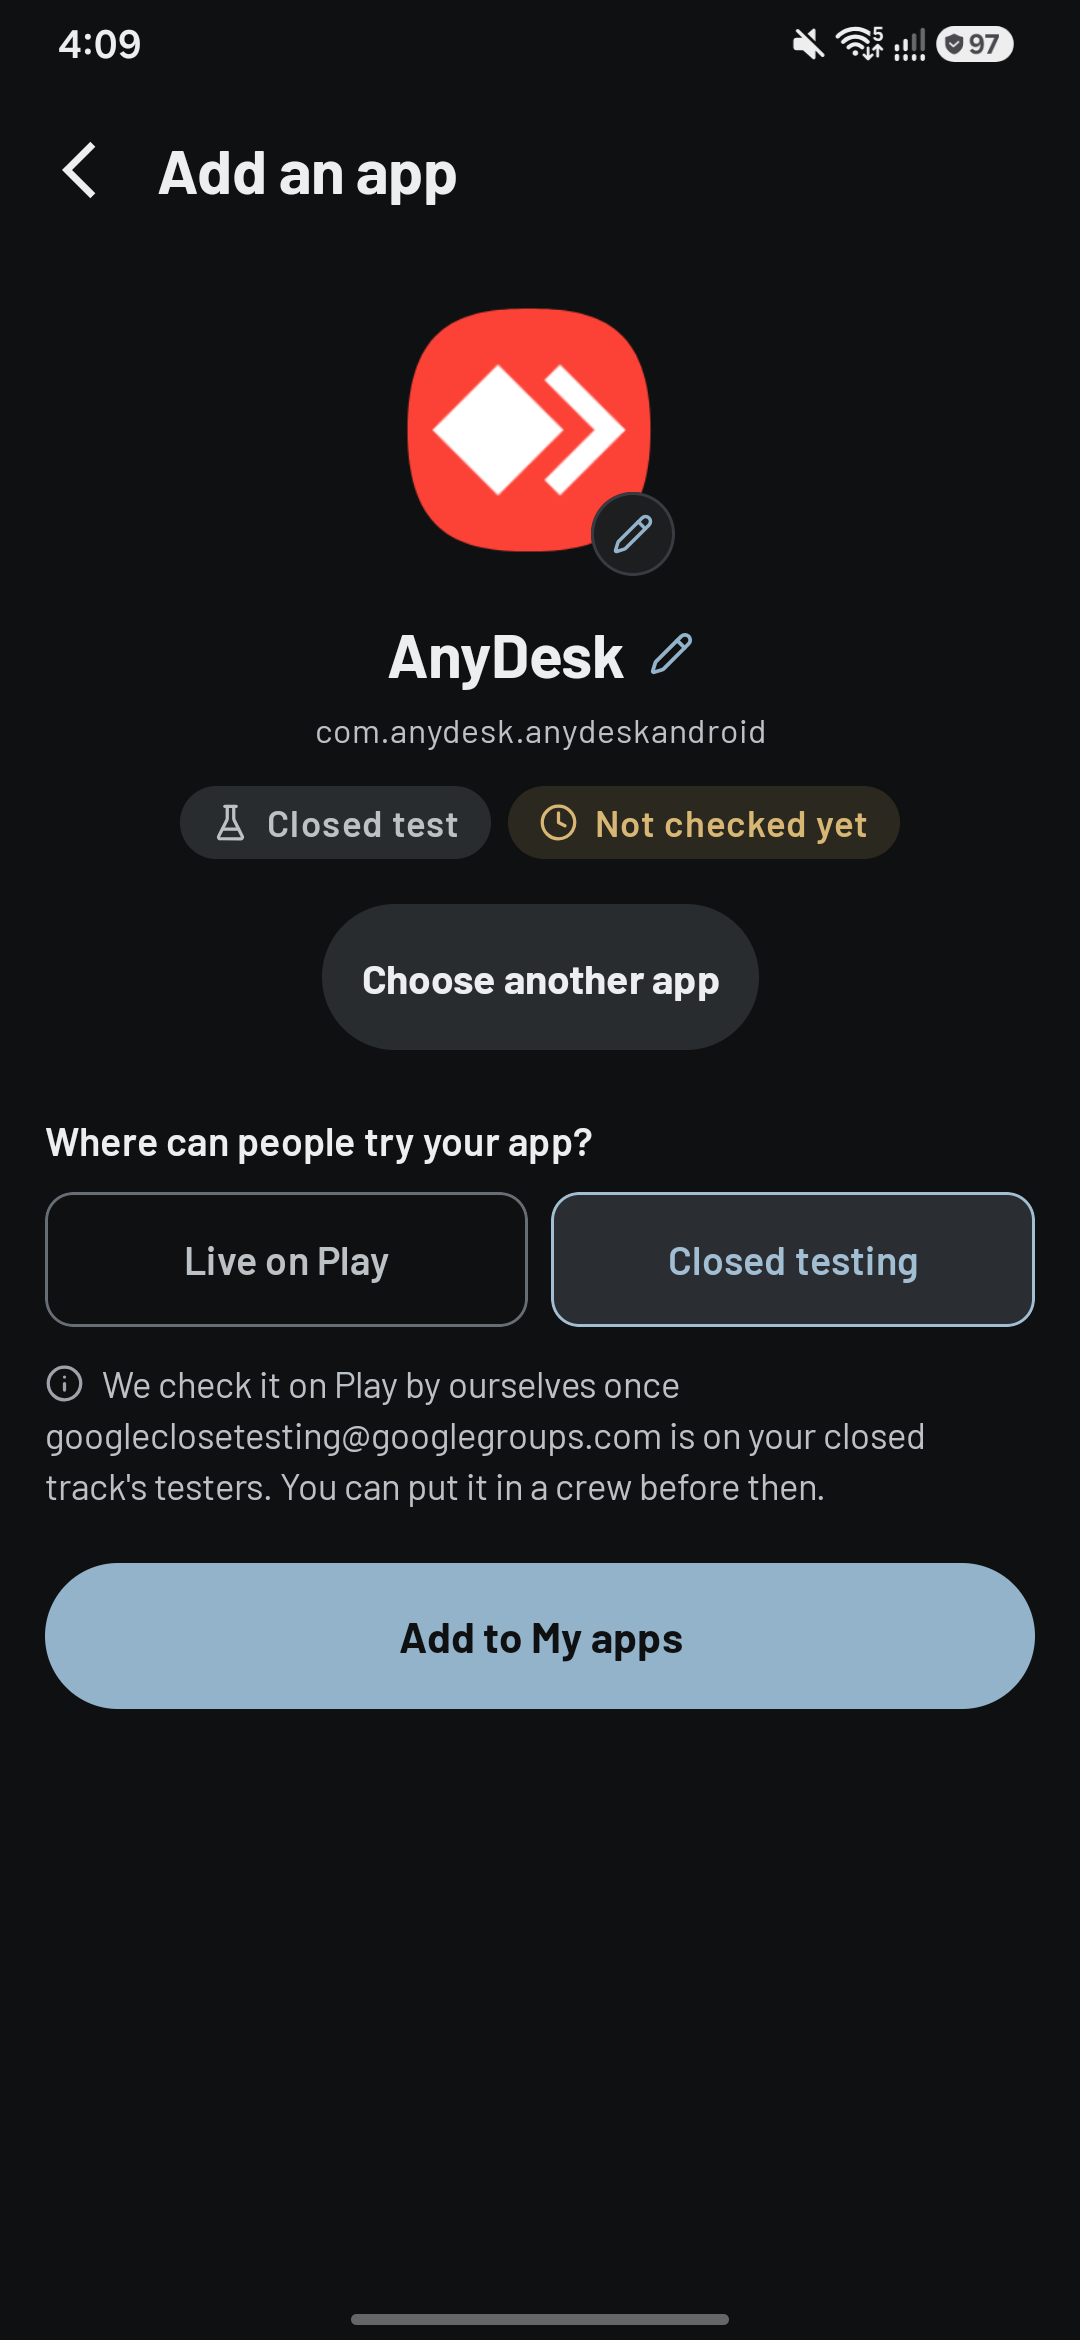 4:09
5
97
Add an app
AnyDesk
com.anydesk.anydeskandroid
Closed test
Not checked yet
Choose another app
Where can people try your app?
Live on Play
Closed testing
We check it on Play by ourselves once
googleclosetesting@googlegroups.com is on your closed
track's testers. You can put it in a crew before then.
Add to My apps